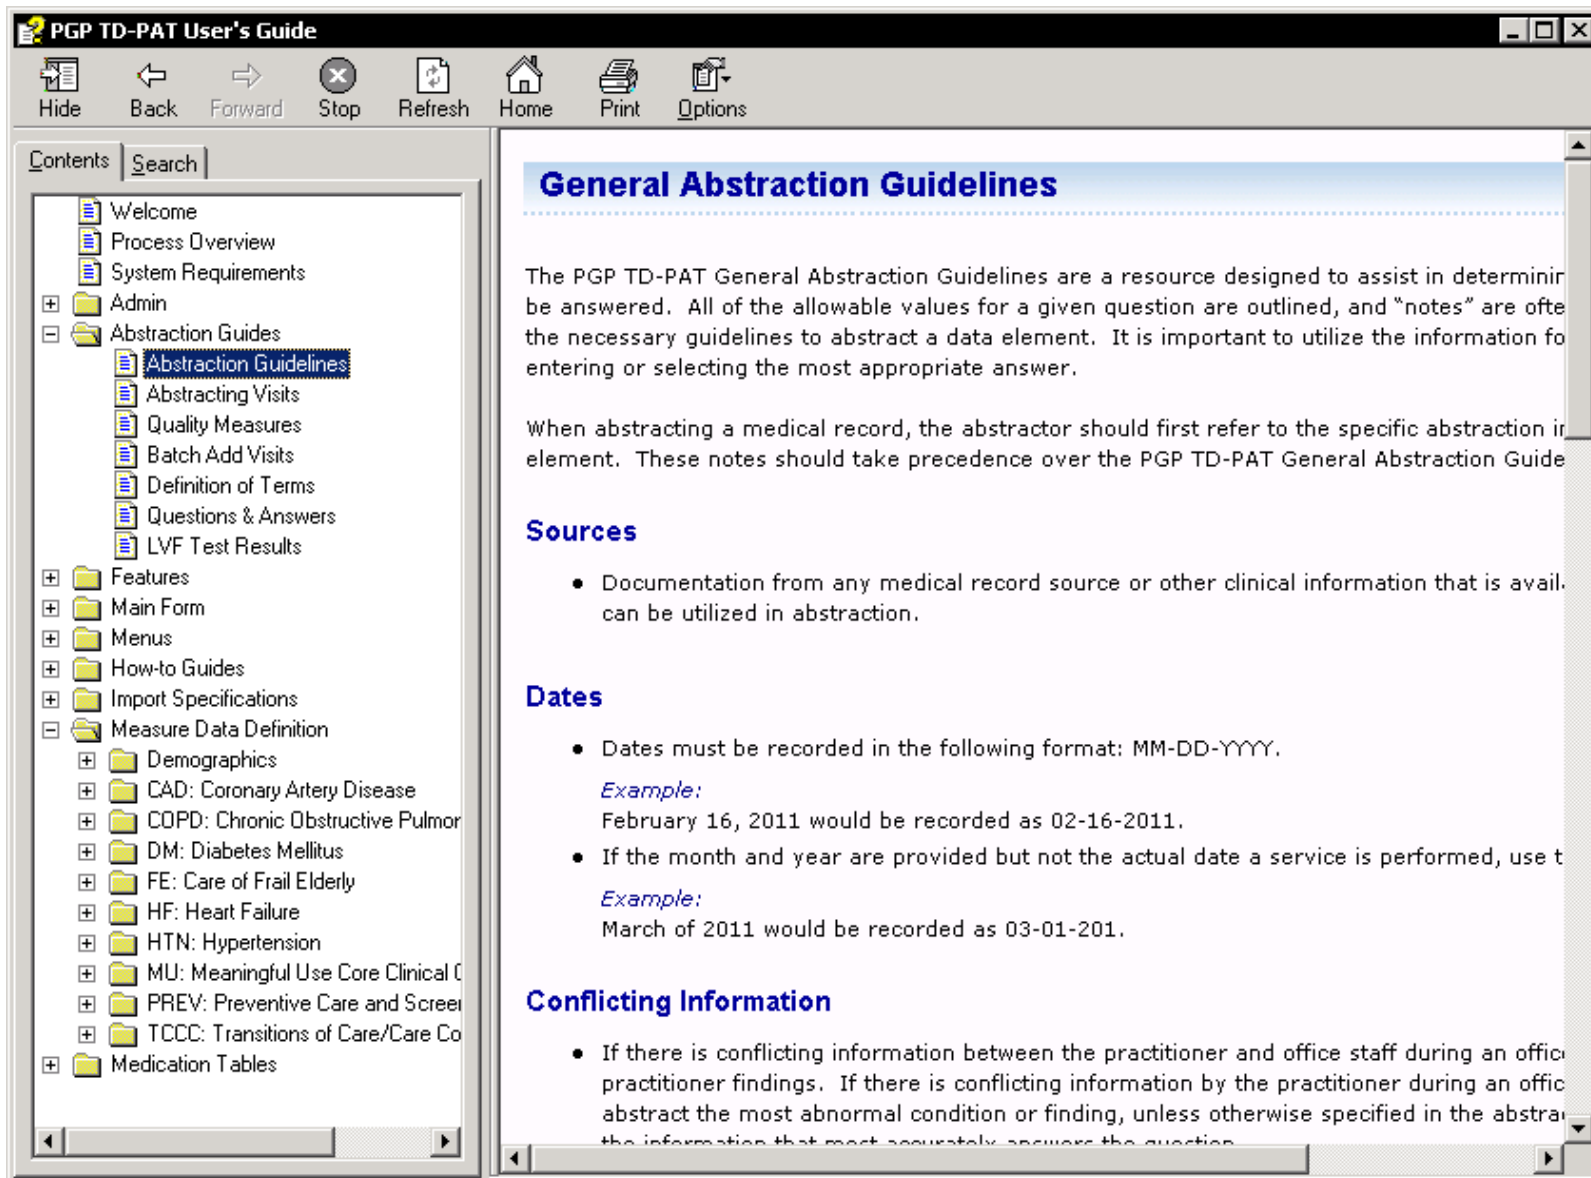 PGP TD-PAT User's Guide
Hide Back Forward Stop Refresh Home Print Options
Contents Search
Welcome
Process Overview
System Requirements
Admin
Abstraction Guides
Abstraction Guidelines
Abstracting Visits
Quality Measures
Batch Add Visits
Definition of Terms
Questions & Answers
LVF Test Results
Features
Main Form
Menus
How-to Guides
Import Specifications
Measure Data Definition
Demographics
CAD: Coronary Artery Disease
COPD: Chronic Obstructive Pulmor
DM: Diabetes Mellitus
FE: Care of Frail Elderly
HF: Heart Failure
HTN: Hypertension
MU: Meaningful Use Core Clinical C
PREV: Preventive Care and Screen
TCCC: Transitions of Care/Care Co
Medication Tables
General Abstraction Guidelines
The PGP TD-PAT General Abstraction Guidelines are a resource designed to assist in determinin
be answered. All of the allowable values for a given question are outlined, and “notes” are ofte
the necessary guidelines to abstract a data element. It is important to utilize the information fo
entering or selecting the most appropriate answer.
When abstracting a medical record, the abstractor should first refer to the specific abstraction in
element. These notes should take precedence over the PGP TD-PAT General Abstraction Guide
Sources
• Documentation from any medical record source or other clinical information that is avail
can be utilized in abstraction.
Dates
• Dates must be recorded in the following format: MM-DD-YYYY.
Example:
February 16, 2011 would be recorded as 02-16-2011.
• If the month and year are provided but not the actual date a service is performed, use t
Example:
March of 2011 would be recorded as 03-01-201.
Conflicting Information
• If there is conflicting information between the practitioner and office staff during an offic
practitioner findings. If there is conflicting information by the practitioner during an offic
abstract the most abnormal condition or finding, unless otherwise specified in the abstra
the information that most accurately answers the question